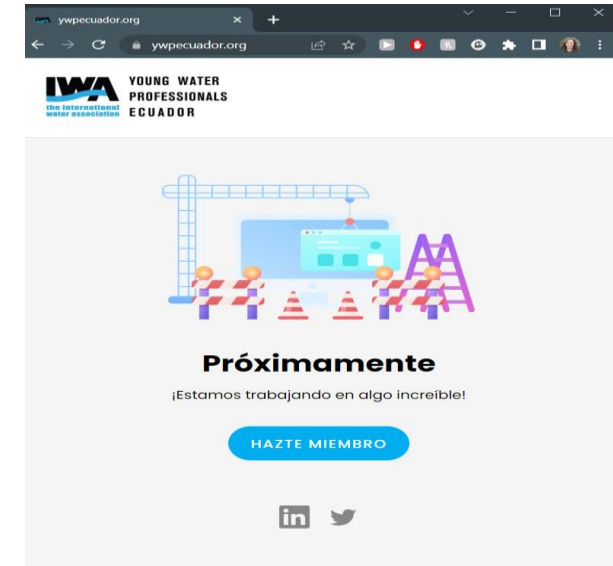 ywpecuador.org
ywpecuador.org
IWA
the international
water association
YOUNG WATER
PROFESSIONALS
ECUADOR
Próximamente
¡Estamos trabajando en algo increíble!
HAZTE MIEMBRO
in